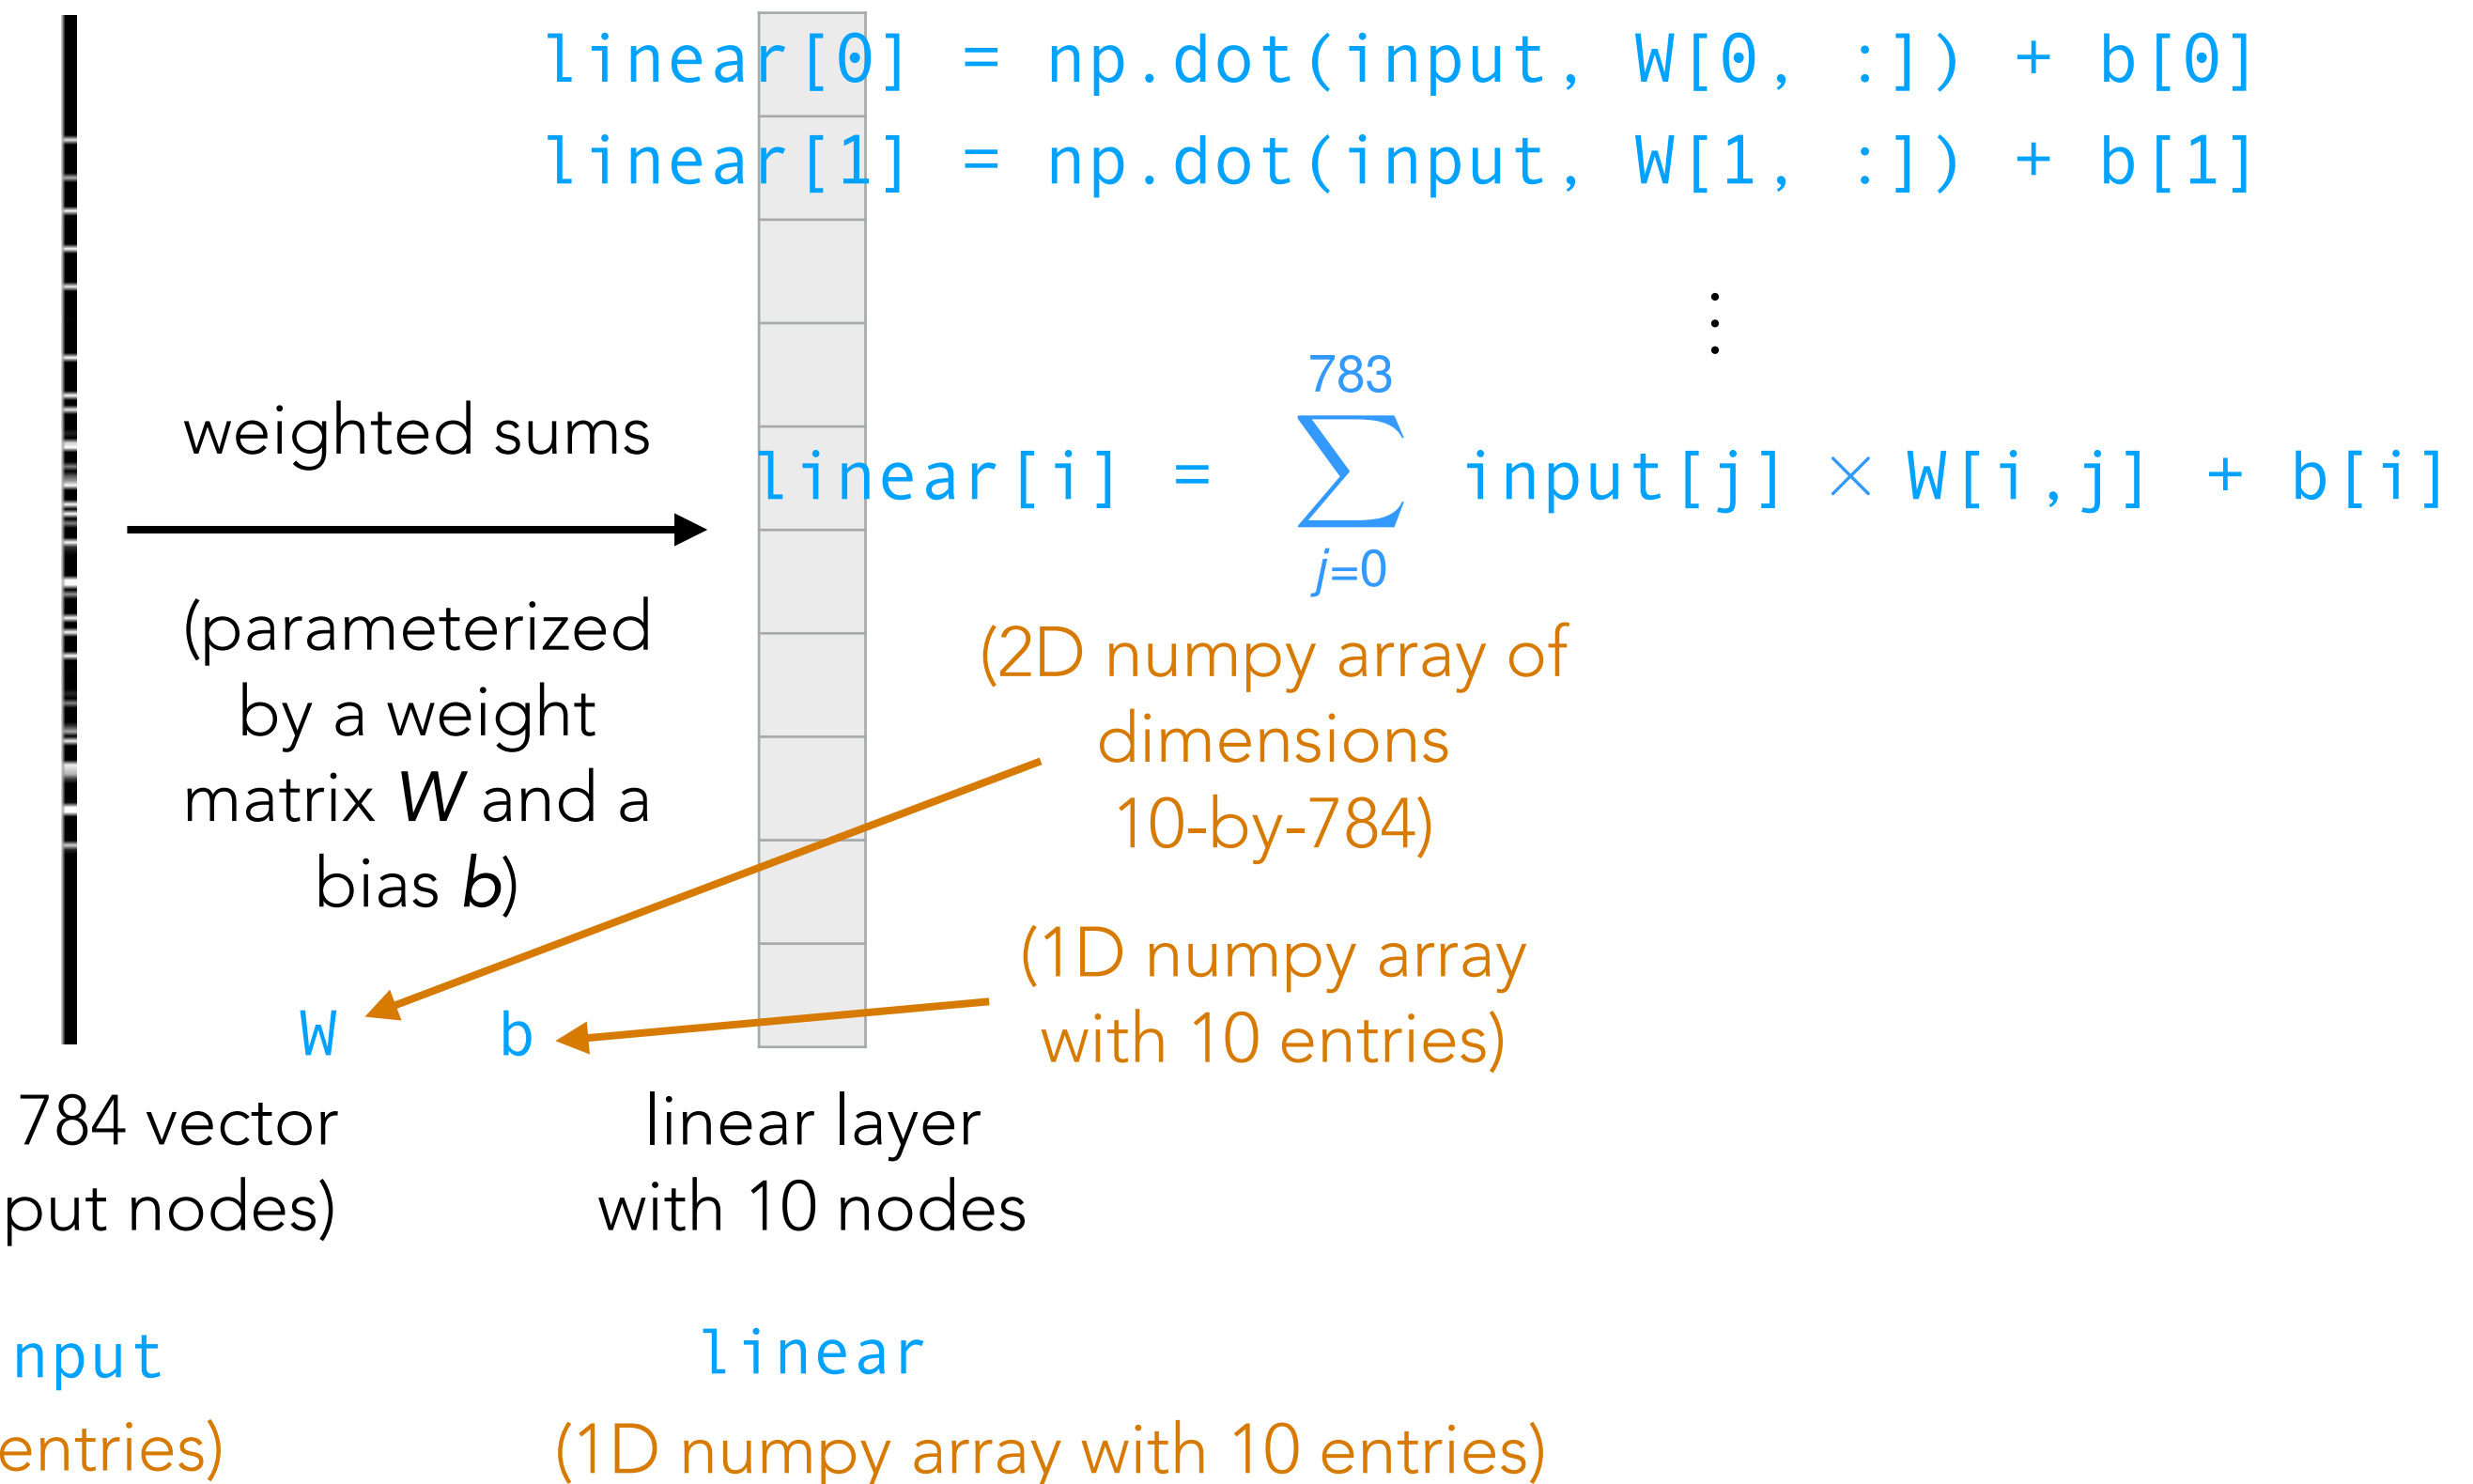 linear[0] = np.dot(input, W[0, :]) + b[0]
linear[1] = np.dot(input, W[1, :]) + b[1]
⋮
783
linear[i] = ∑ input[j] × W[i,j] + b[i]
j=0
weighted sums
(parameterized
by a weight
matrix W and a
bias b)
(2D numpy array of
dimensions
10-by-784)
(1D numpy array
with 10 entries)
W b
784 vector
put nodes)
linear layer
with 10 nodes
nput
linear
entries)
(1D numpy array with 10 entries)